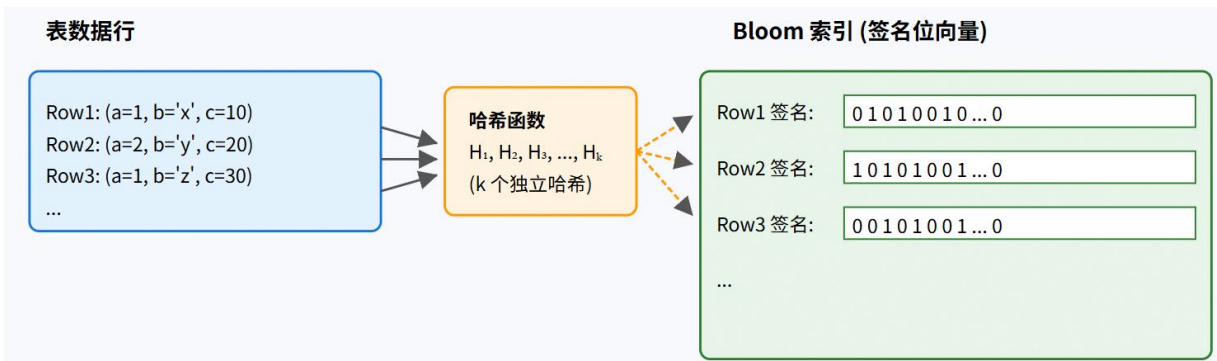 表数据行
Row1: (a=1, b='x', c=10)
Row2: (a=2, b='y', c=20)
Row3: (a=1, b='z', c=30)
...
哈希函数
H₁, H₂, H₃, ..., Hₖ
(k 个独立哈希)
Bloom 索引 (签名位向量)
Row1 签名: 0 1 0 1 0 0 1 0 ... 0
Row2 签名: 1 0 1 0 1 0 0 1 ... 0
Row3 签名: 0 0 1 0 1 0 0 1 ... 0
...